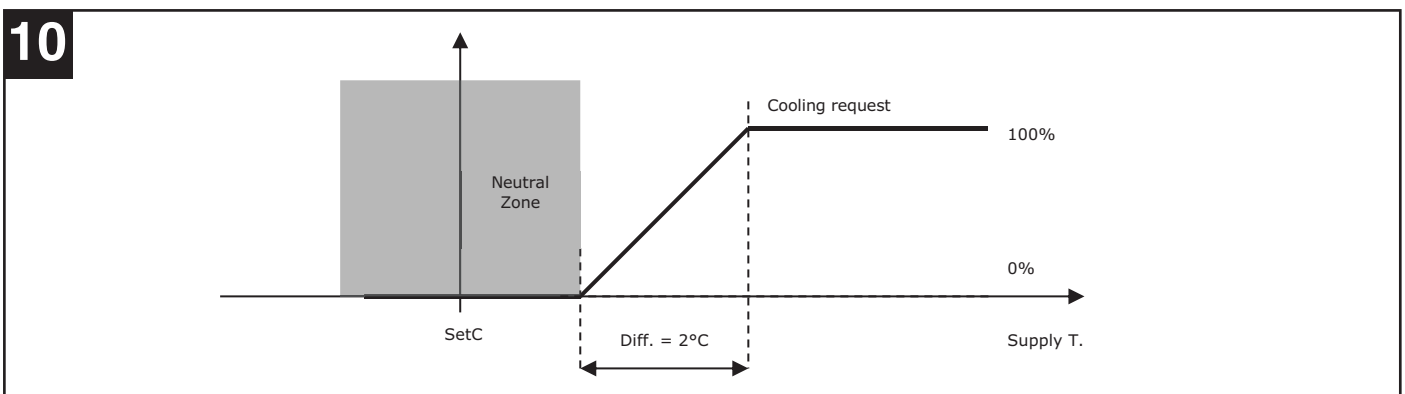 10
Cooling request
100%
Neutral
Zone
0%
SetC
Diff. = 2°C
Supply T.